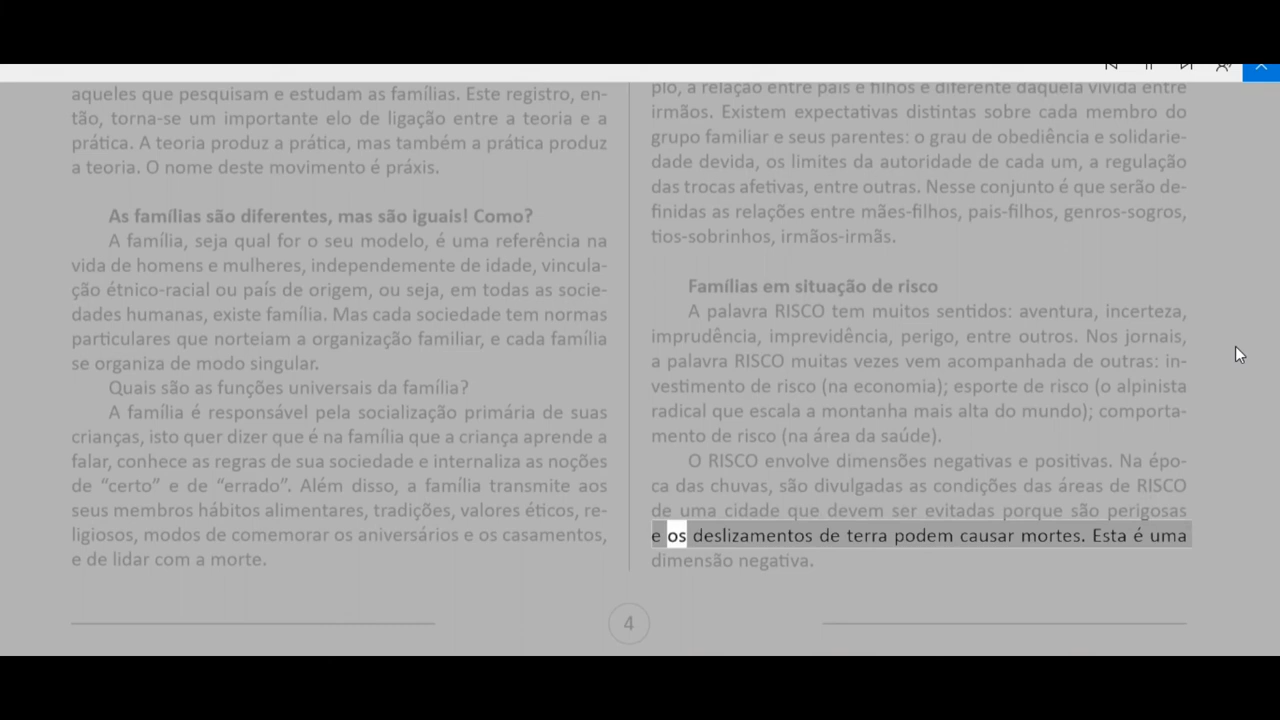 aqueles que pesquisam e estudam as famílias. Este registro, en-
tão, torna-se um importante elo de ligação entre a teoria e a
prática. A teoria produz a prática, mas também a prática produz
a teoria. O nome deste movimento é práxis.
As famílias são diferentes, mas são iguais! Como?
A família, seja qual for o seu modelo, é uma referência na
vida de homens e mulheres, independemente de idade, vincula-
ção étnico-racial ou país de origem, ou seja, em todas as socie-
dades humanas, existe família. Mas cada sociedade tem normas
particulares que norteiam a organização familiar, e cada família
se organiza de modo singular.
Quais são as funções universais da família?
A família é responsável pela socialização primária de suas
crianças, isto quer dizer que é na família que a criança aprende a
falar, conhece as regras de sua sociedade e internaliza as noções
de “certo” e de “errado”. Além disso, a família transmite aos
seus membros hábitos alimentares, tradições, valores éticos, re-
ligiosos, modos de comemorar os aniversários e os casamentos,
e de lidar com a morte.
plo, a relação entre pais e filhos é diferente daquela vivida entre
irmãos. Existem expectativas distintas sobre cada membro do
grupo familiar e seus parentes: o grau de obediência e solidarie-
dade devida, os limites da autoridade de cada um, a regulação
das trocas afetivas, entre outras. Nesse conjunto é que serão de-
finidas as relações entre mães-filhos, pais-filhos, genros-sogros,
tios-sobrinhos, irmãos-irmãs.
Famílias em situação de risco
A palavra RISCO tem muitos sentidos: aventura, incerteza,
imprudência, imprevidência, perigo, entre outros. Nos jornais,
a palavra RISCO muitas vezes vem acompanhada de outras: in-
vestimento de risco (na economia); esporte de risco (o alpinista
radical que escala a montanha mais alta do mundo); comporta-
mento de risco (na área da saúde).
O RISCO envolve dimensões negativas e positivas. Na épo-
ca das chuvas, são divulgadas as condições das áreas de RISCO
de uma cidade que devem ser evitadas porque são perigosas
e os deslizamentos de terra podem causar mortes. Esta é uma
dimensão negativa.
4